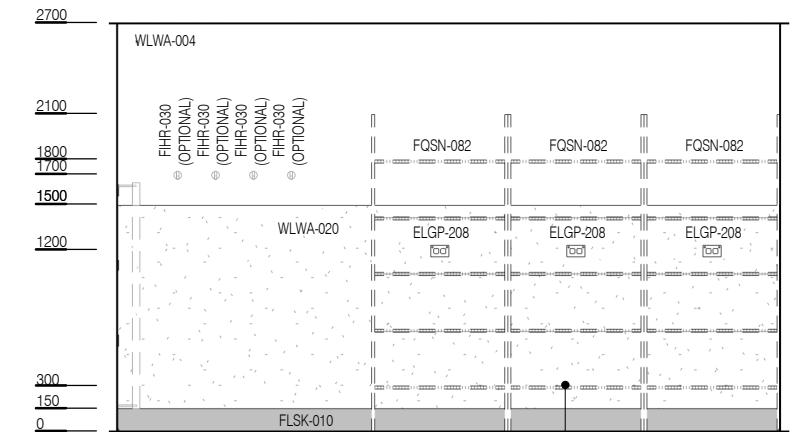 2700
WLWA-004
2100
FIHR-030
(OPTIONAL)
FIHR-030
(OPTIONAL)
FIHR-030
(OPTIONAL)
FIHR-030
(OPTIONAL)
FQSN-082
FQSN-082
FQSN-082
1800
1700
1500
WLWA-020
ELGP-208
ELGP-208
ELGP-208
1200
300
150
FLSK-010
0